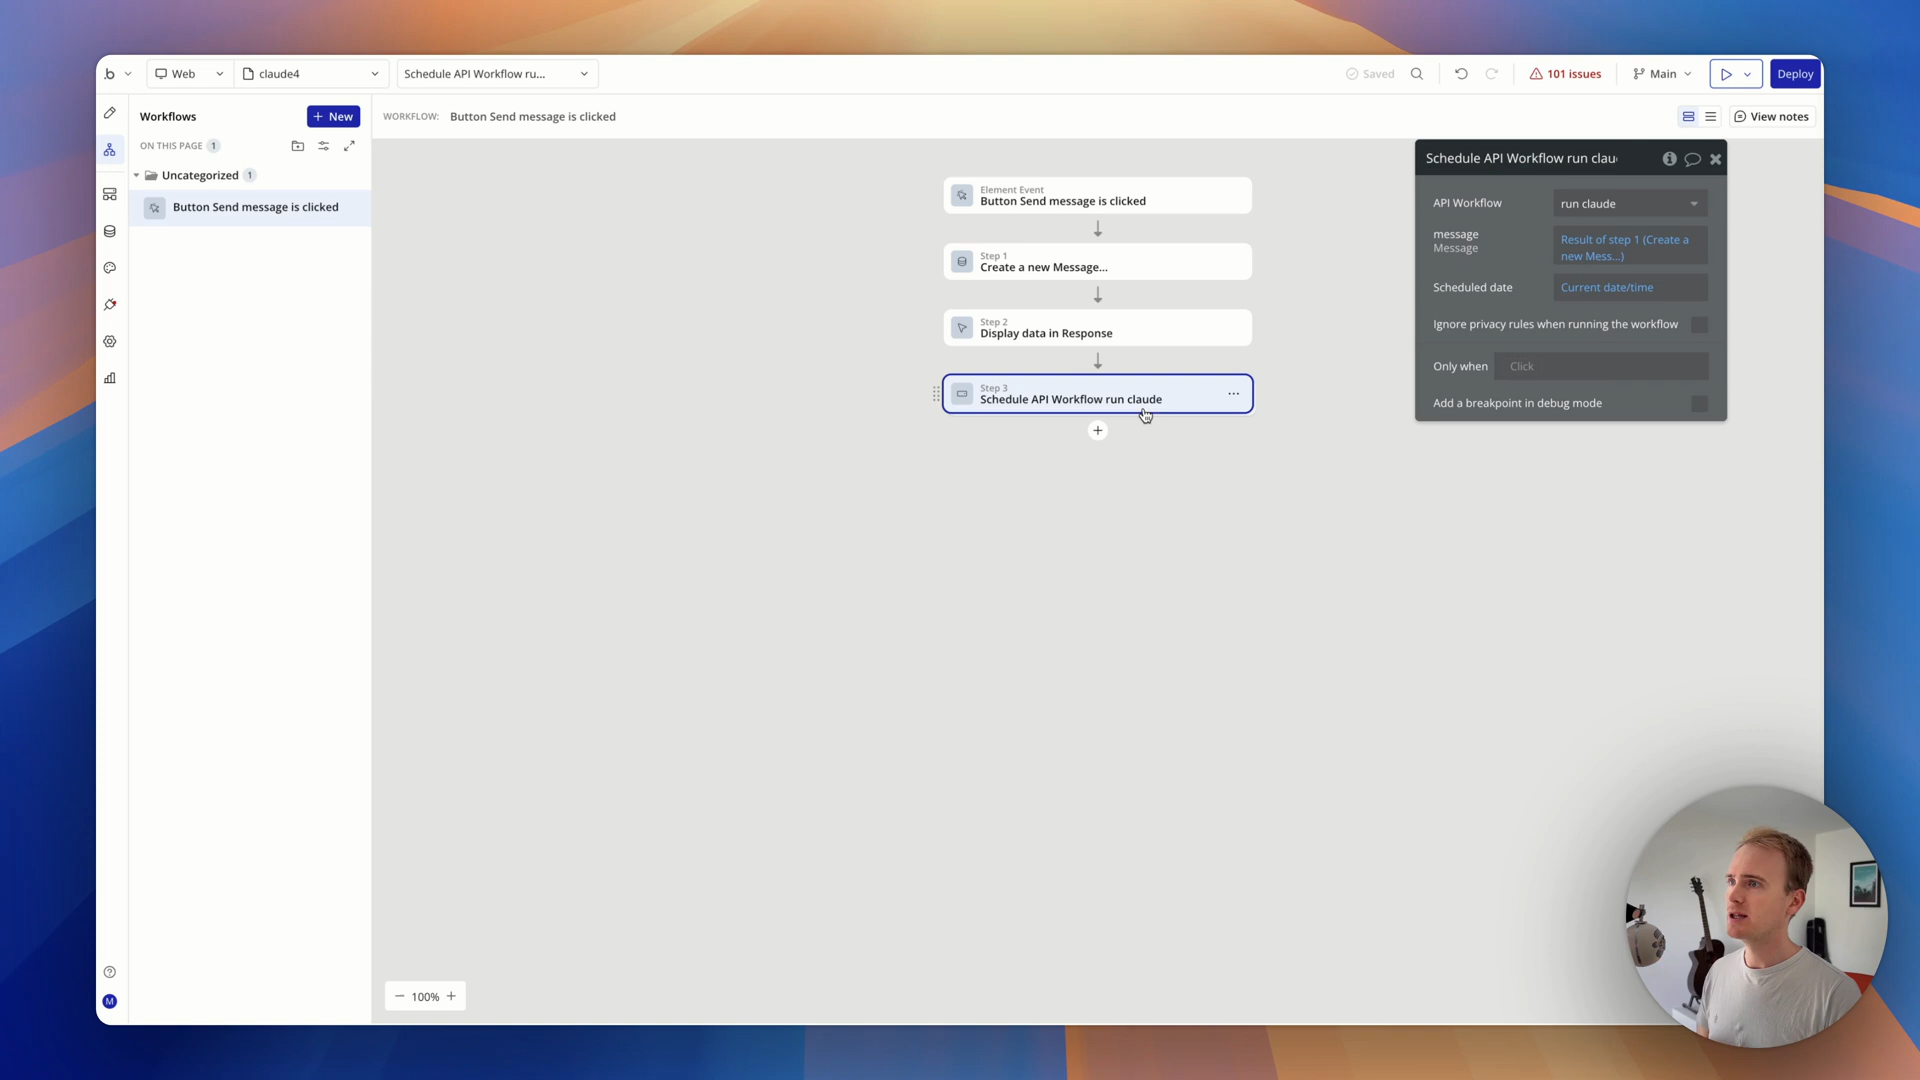 Web
claude4
Schedule API Workflow ru...
Saved
101 issues
Main
Deploy
Workflows
+ New
WORKFLOW: Button Send message is clicked
View notes
ON THIS PAGE 1
Uncategorized 1
Button Send message is clicked
Element Event
Button Send message is clicked
Step 1
Create a new Message...
Step 2
Display data in Response
Step 3
Schedule API Workflow run claude
Schedule API Workflow run clau
API Workflow
run claude
message
Message
Result of step 1 (Create a
new Mess...)
Scheduled date
Current date/time
Ignore privacy rules when running the workflow
Only when
Click
Add a breakpoint in debug mode
M
100%